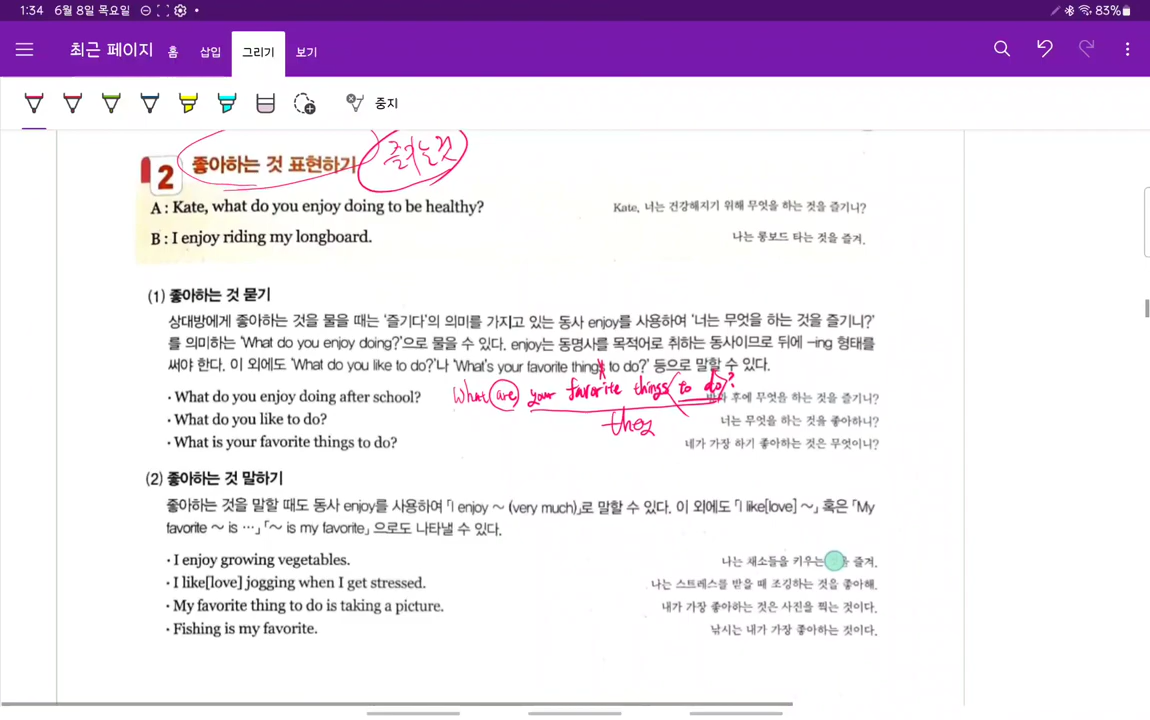 1:34 6월 8일 목요일 83%
최근 페이지 홈 삽입 그리기 보기
중지
2 좋아하는 것 표현하기 즐기는것
A : Kate, what do you enjoy doing to be healthy? Kate, 너는 건강해지기 위해 무엇을 하는 것을 즐기니?
B : I enjoy riding my longboard. 나는 롱보드 타는 것을 즐겨.
(1) 좋아하는 것 묻기
상대방에게 좋아하는 것을 물을 때는 '즐기다'의 의미를 가지고 있는 동사 enjoy를 사용하여 '너는 무엇을 하는 것을 즐기니?'
를 의미하는 'What do you enjoy doing?'으로 물을 수 있다. enjoy는 동명사를 목적어로 취하는 동사이므로 뒤에 -ing 형태를
써야 한다. 이 외에도 'What do you like to do?'나 'What's your favorite things to do?' 등으로 말할 수 있다.
What are your favorite things to do?
· What do you enjoy doing after school? 후에 무엇을 하는 것을 즐기니?
they
· What do you like to do? 너는 무엇을 하는 것을 좋아하니?
· What is your favorite things to do? 네가 가장 하기 좋아하는 것은 무엇이니?
(2) 좋아하는 것 말하기
좋아하는 것을 말할 때도 동사 enjoy를 사용하여 「I enjoy ~ (very much)」로 말할 수 있다. 이 외에도 「I like[love] ~」 혹은 「My
favorite ~ is …」 「~ is my favorite」 으로도 나타낼 수 있다.
· I enjoy growing vegetables. 나는 채소들을 키우는 즐겨.
· I like[love] jogging when I get stressed. 나는 스트레스를 받을 때 조깅하는 것을 좋아해.
· My favorite thing to do is taking a picture. 내가 가장 좋아하는 것은 사진을 찍는 것이다.
· Fishing is my favorite. 낚시는 내가 가장 좋아하는 것이다.